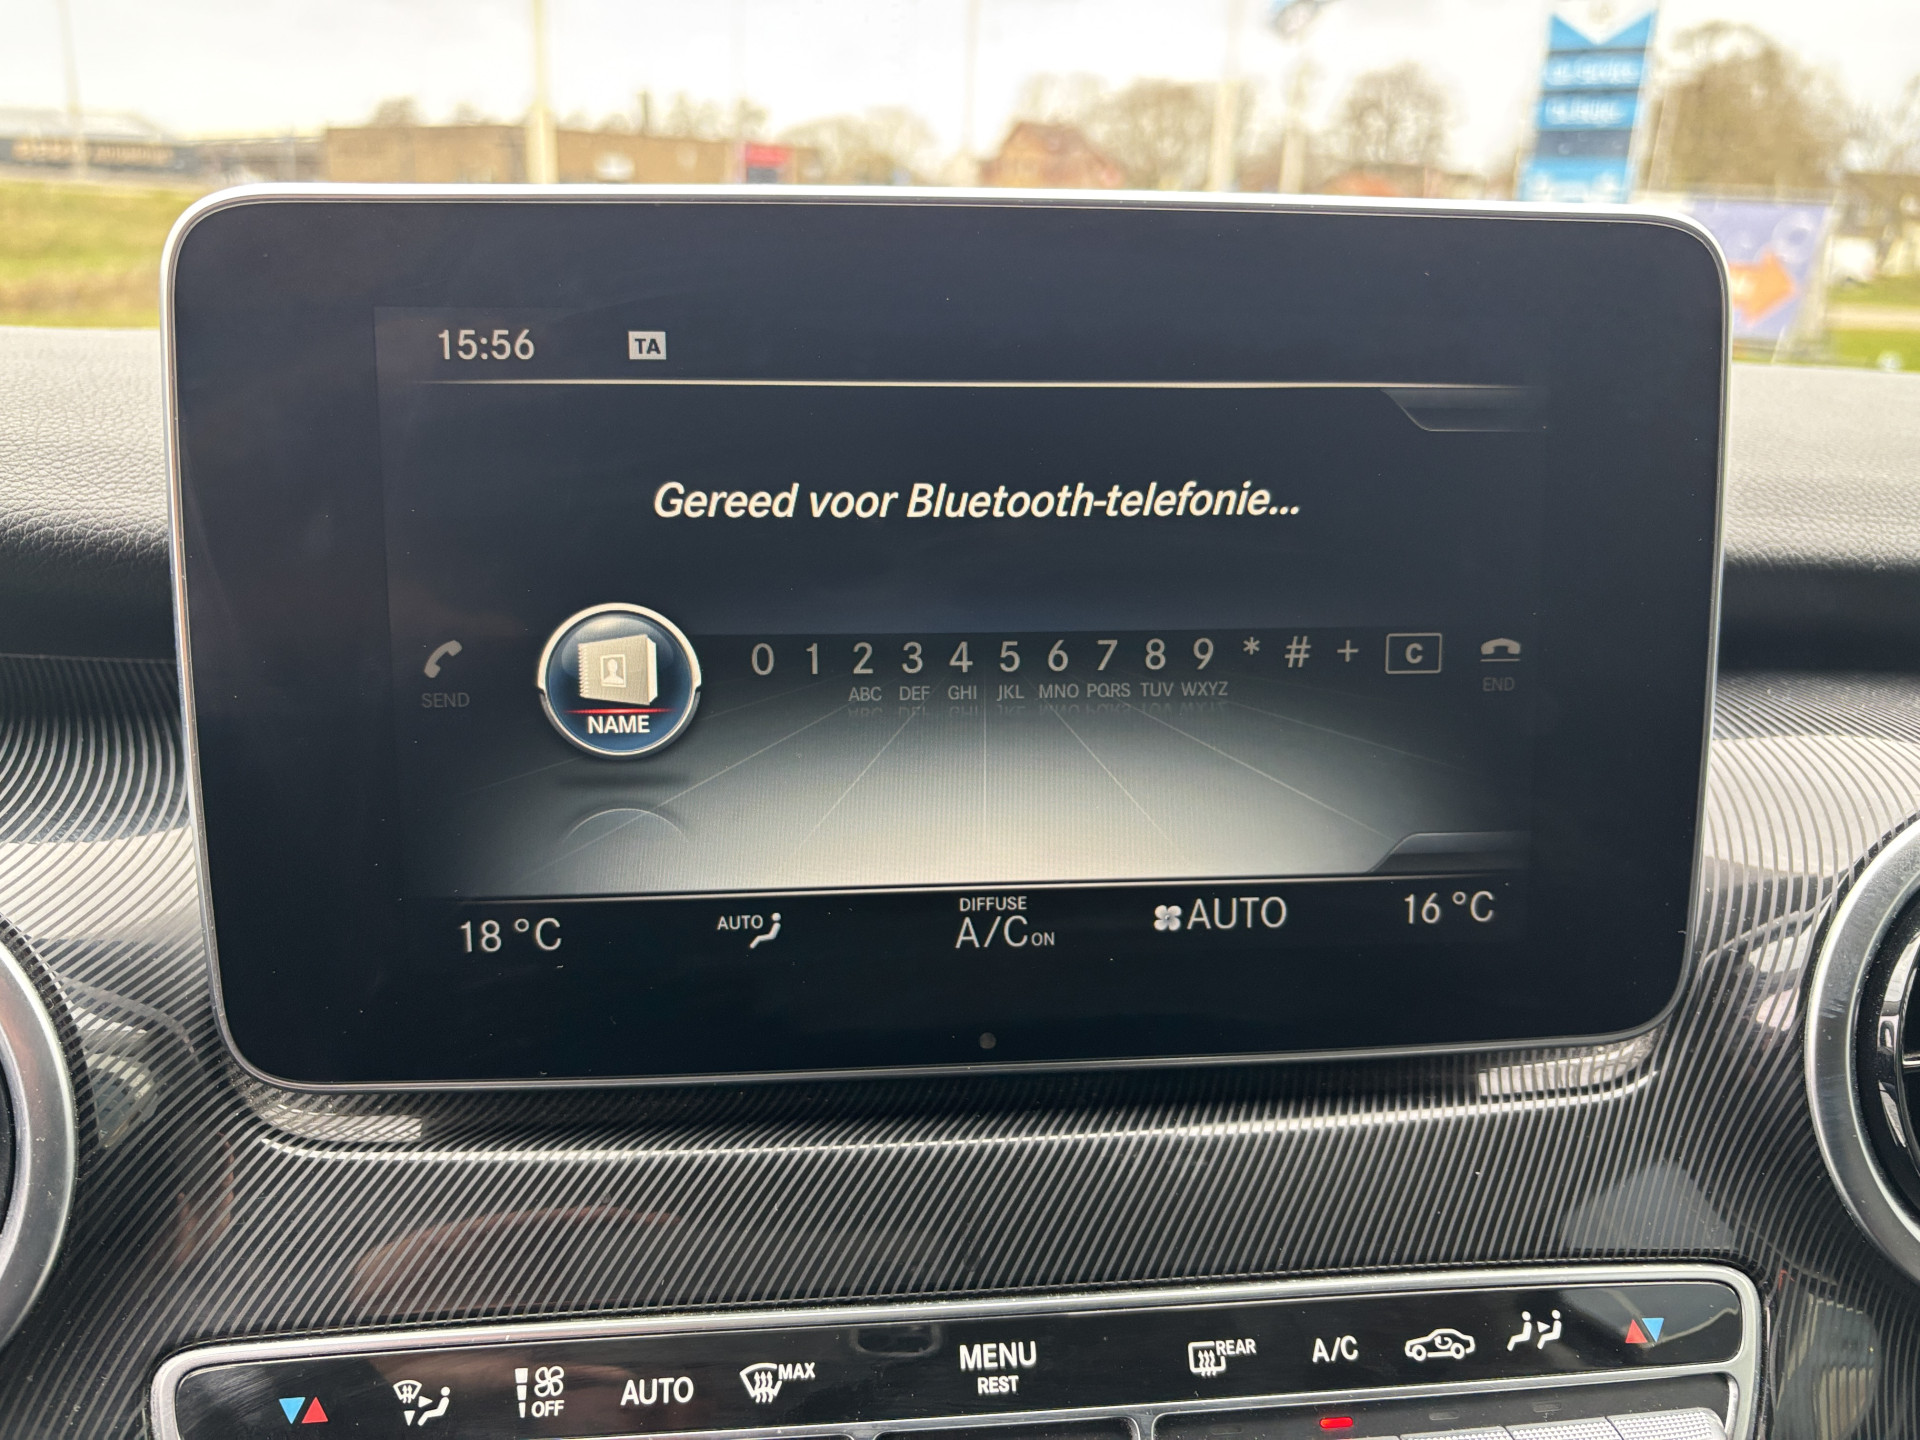 15:56 TA
Gereed voor Bluetooth-telefonie...
0 1 2 3 4 5 6 7 8 9 * # + C
ABC DEF GHI JKL MNO PQRS TUV WXYZ
SEND
NAME
END
18 °C
AUTO
DIFFUSE
A/C ON
AUTO
16 °C
OFF
AUTO
MAX
MENU
REST
REAR
A/C